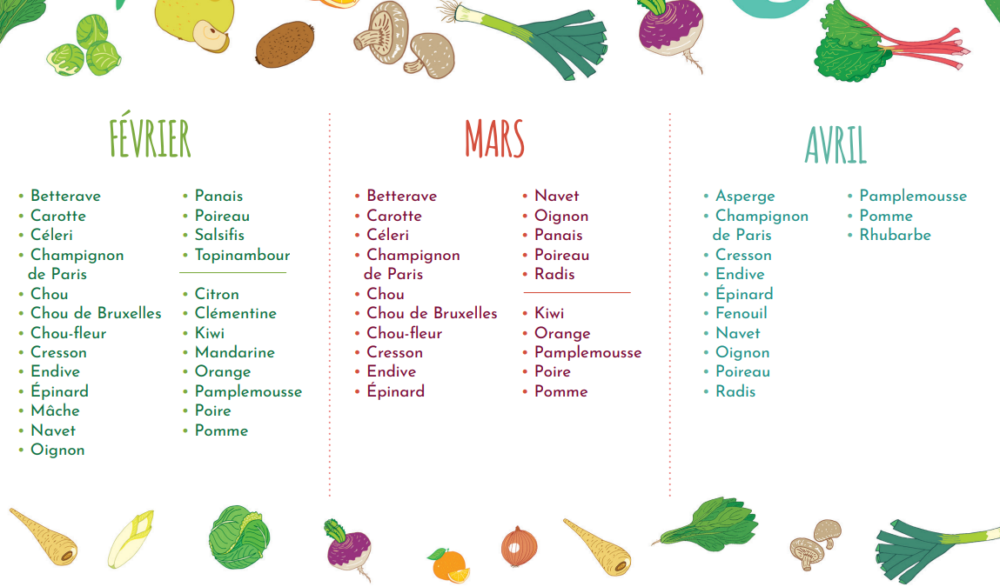 FÉVRIER
• Betterave
• Carotte
• Céleri
• Champignon
de Paris
• Chou
• Chou de Bruxelles
• Chou-fleur
• Cresson
• Endive
• Épinard
• Mâche
• Navet
• Oignon
• Panais
• Poireau
• Salsifis
• Topinambour
• Citron
• Clémentine
• Kiwi
• Mandarine
• Orange
• Pamplemousse
• Poire
• Pomme
MARS
• Betterave
• Carotte
• Céleri
• Champignon
de Paris
• Chou
• Chou de Bruxelles
• Chou-fleur
• Cresson
• Endive
• Épinard
• Navet
• Oignon
• Panais
• Poireau
• Radis
• Kiwi
• Orange
• Pamplemousse
• Poire
• Pomme
AVRIL
• Asperge
• Champignon
de Paris
• Cresson
• Endive
• Épinard
• Fenouil
• Navet
• Oignon
• Poireau
• Radis
• Pamplemousse
• Pomme
• Rhubarbe